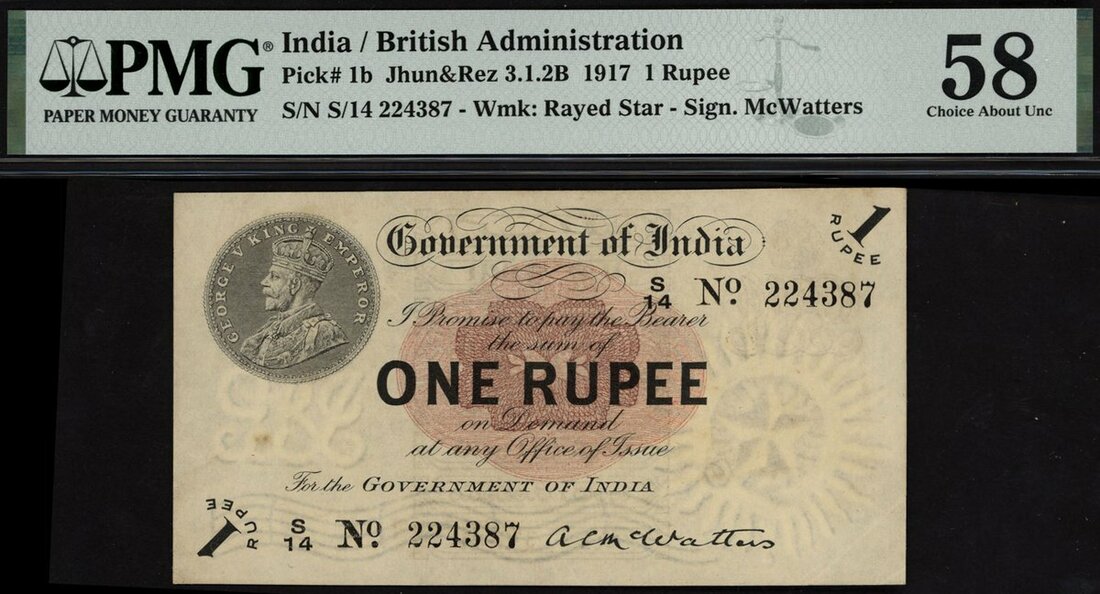 PMG®
PAPER MONEY GUARANTY
India / British Administration
Pick# 1b Jhun&Rez 3.1.2B 1917 1 Rupee
S/N S/14 224387 - Wmk: Rayed Star - Sign. McWatters
58
Choice About Unc
GEORGE V KING EMPEROR
Government of India
1
RUPEE
S/14 No. 224387
I Promise to pay the Bearer
the sum of
ONE RUPEE
on Demand
at any Office of Issue
For the GOVERNMENT OF INDIA
1
RUPEE
S/14 No. 224387 A C McWatters